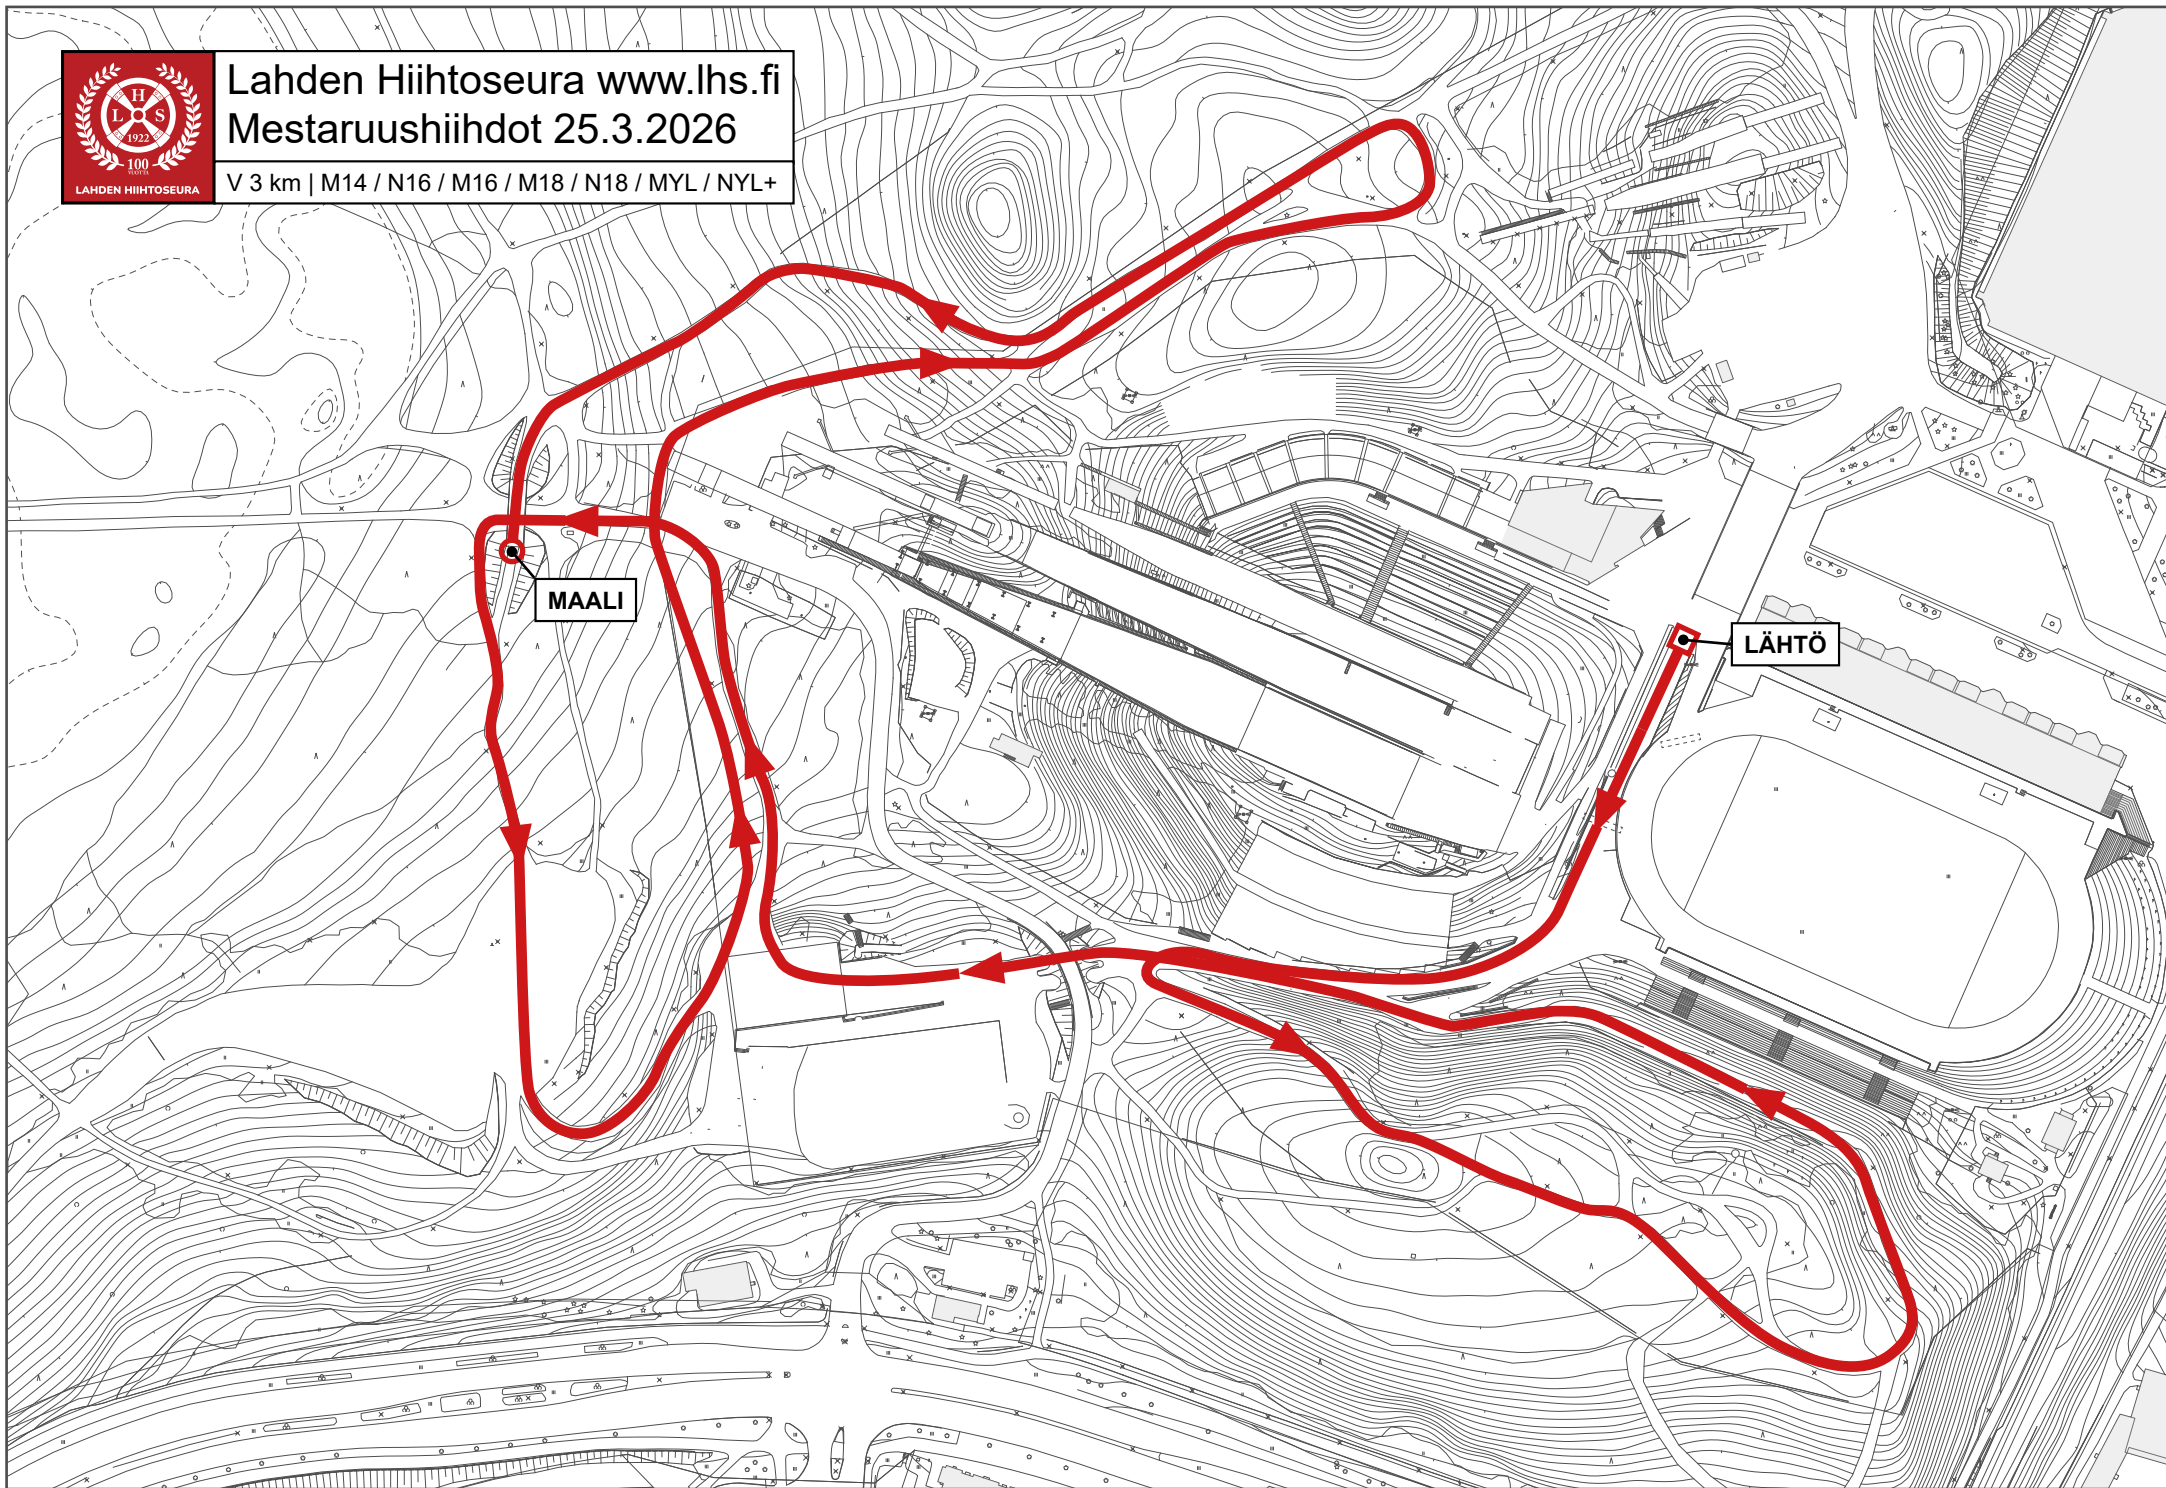 H
L S
1922
100
VUOTTA
LAHDEN HIIHTOSEURA
Lahden Hiihtoseura www.lhs.fi
Mestaruushiihdot 25.3.2026
V 3 km | M14 / N16 / M16 / M18 / N18 / MYL / NYL+
MAALI
LÄHTÖ